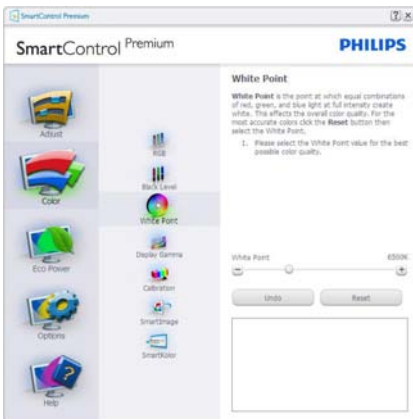 SmartControl Premium
SmartControl Premium
PHILIPS
Adjust
Color
Eco Power
Options
Help
RGB
Black Level
White Point
Display Gamma
Calibration
SmartImage
SmartKolor
White Point
White Point is the point at which equal combinations
of red, green, and blue light at full intensity create
white. This effects the overall color quality. For the
most accurate colors click the Reset button then
select the White Point.
1. Please select the White Point value for the best
possible color quality.
White Point 6500K
Undo Reset